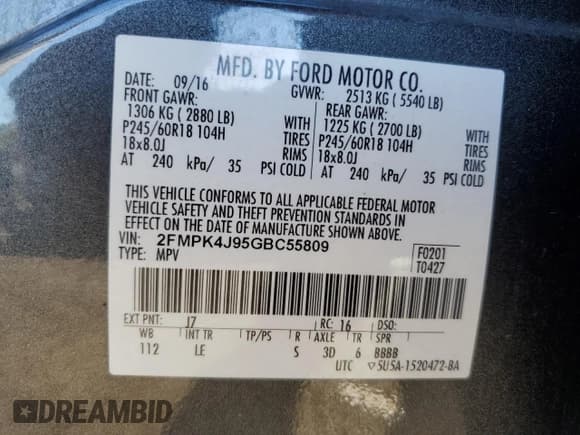 MFD. BY FORD MOTOR CO.
DATE: 09/16 GVWR: 2513 KG ( 5540 LB)
FRONT GAWR: REAR GAWR:
1306 KG ( 2880 LB) WITH 1225 KG ( 2700 LB) WITH
P245/60R18 104H TIRES P245/60R18 104H TIRES
18x8.0J RIMS 18x8.0J RIMS
AT 240 kPa/ 35 PSI COLD AT 240 kPa/ 35 PSI COLD
THIS VEHICLE CONFORMS TO ALL APPLICABLE FEDERAL MOTOR
VEHICLE SAFETY AND THEFT PREVENTION STANDARDS IN
EFFECT ON THE DATE OF MANUFACTURE SHOWN ABOVE.
VIN: 2FMPK4J95GBC55809 F0201
TYPE: MPV T0427
EXT PNT: J7 RC: 16 DSO:
WB INT TR TP/PS R AXLE TR SPR
112 LE S 3D 6 BBBB
UTC 5U5A-1520472-BA
DREAMBID